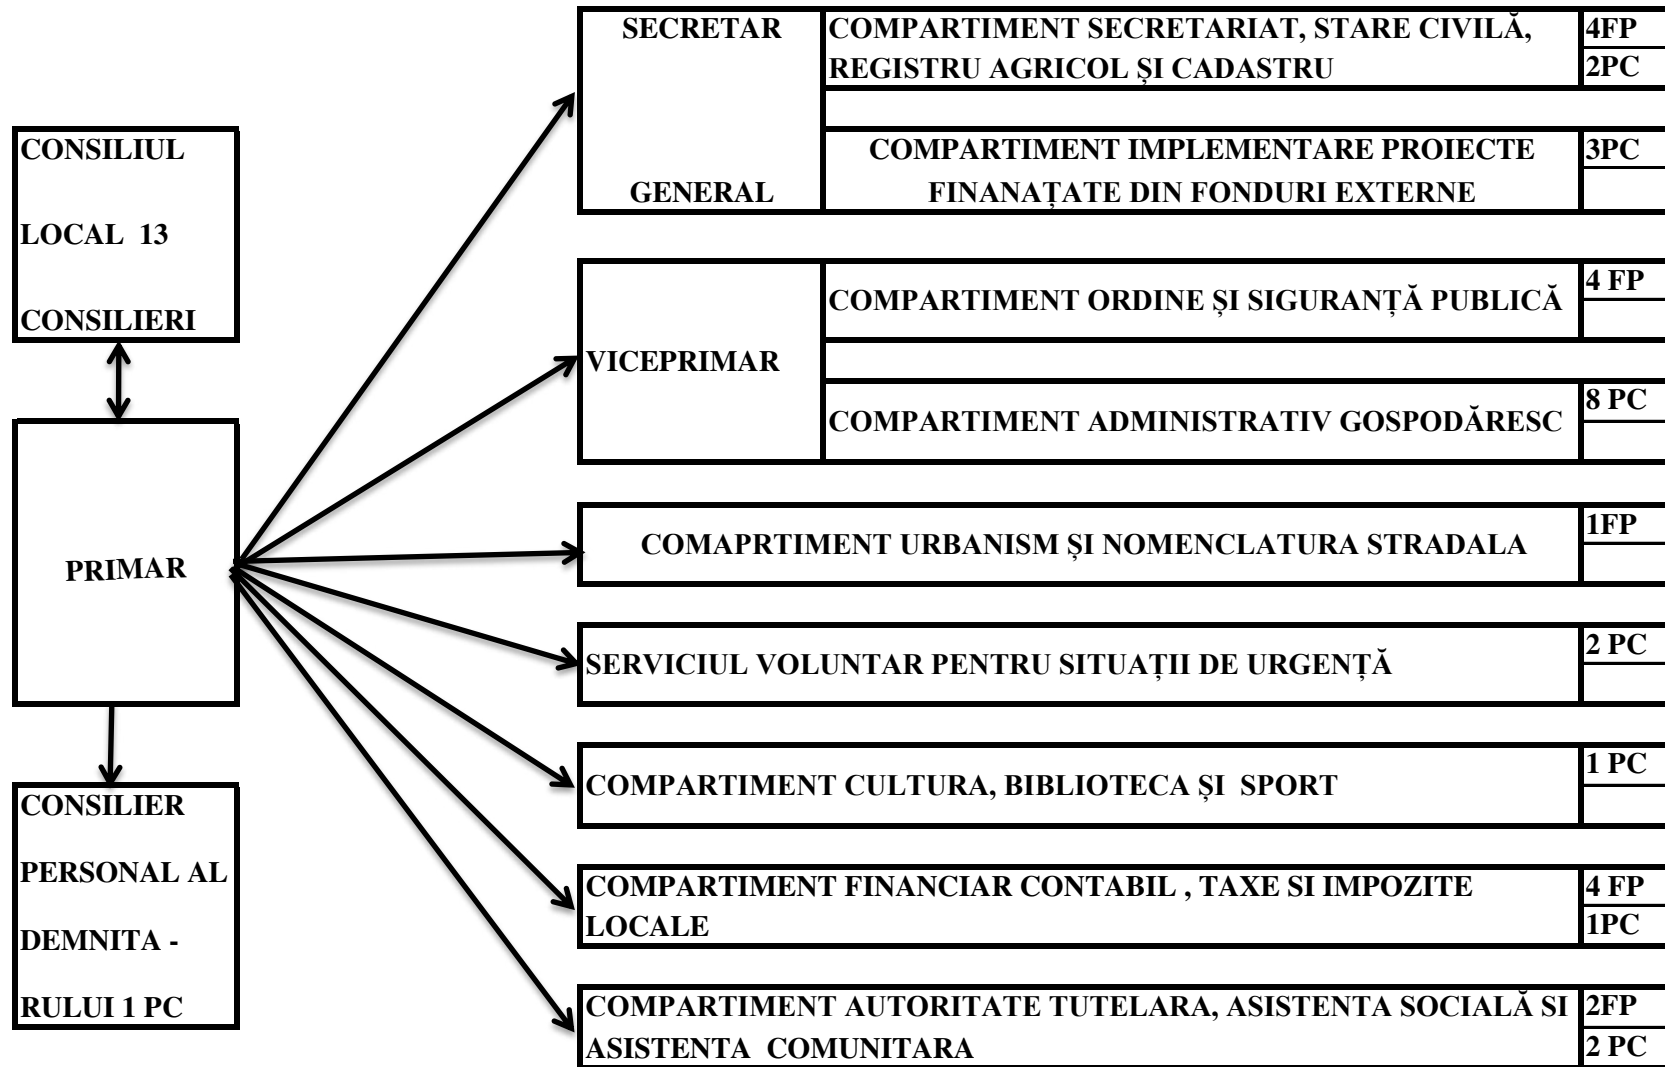 CONSILIUL
LOCAL 13
CONSILIERI
PRIMAR
CONSILIER
PERSONAL AL
DEMNITA -
RULUI 1 PC
SECRETAR
GENERAL
COMPARTIMENT SECRETARIAT, STARE CIVILĂ,
REGISTRU AGRICOL ȘI CADASTRU
4FP
2PC
COMPARTIMENT IMPLEMENTARE PROIECTE
FINANAȚATE DIN FONDURI EXTERNE
3PC
VICEPRIMAR
COMPARTIMENT ORDINE ȘI SIGURANȚĂ PUBLICĂ
4 FP
COMPARTIMENT ADMINISTRATIV GOSPODĂRESC
8 PC
COMAPRTIMENT URBANISM ȘI NOMENCLATURA STRADALA
1FP
SERVICIUL VOLUNTAR PENTRU SITUAȚII DE URGENȚĂ
2 PC
COMPARTIMENT CULTURA, BIBLIOTECA ȘI SPORT
1 PC
COMPARTIMENT FINANCIAR CONTABIL , TAXE SI IMPOZITE
LOCALE
4 FP
1PC
COMPARTIMENT AUTORITATE TUTELARA, ASISTENTA SOCIALĂ SI
ASISTENTA COMUNITARA
2FP
2 PC